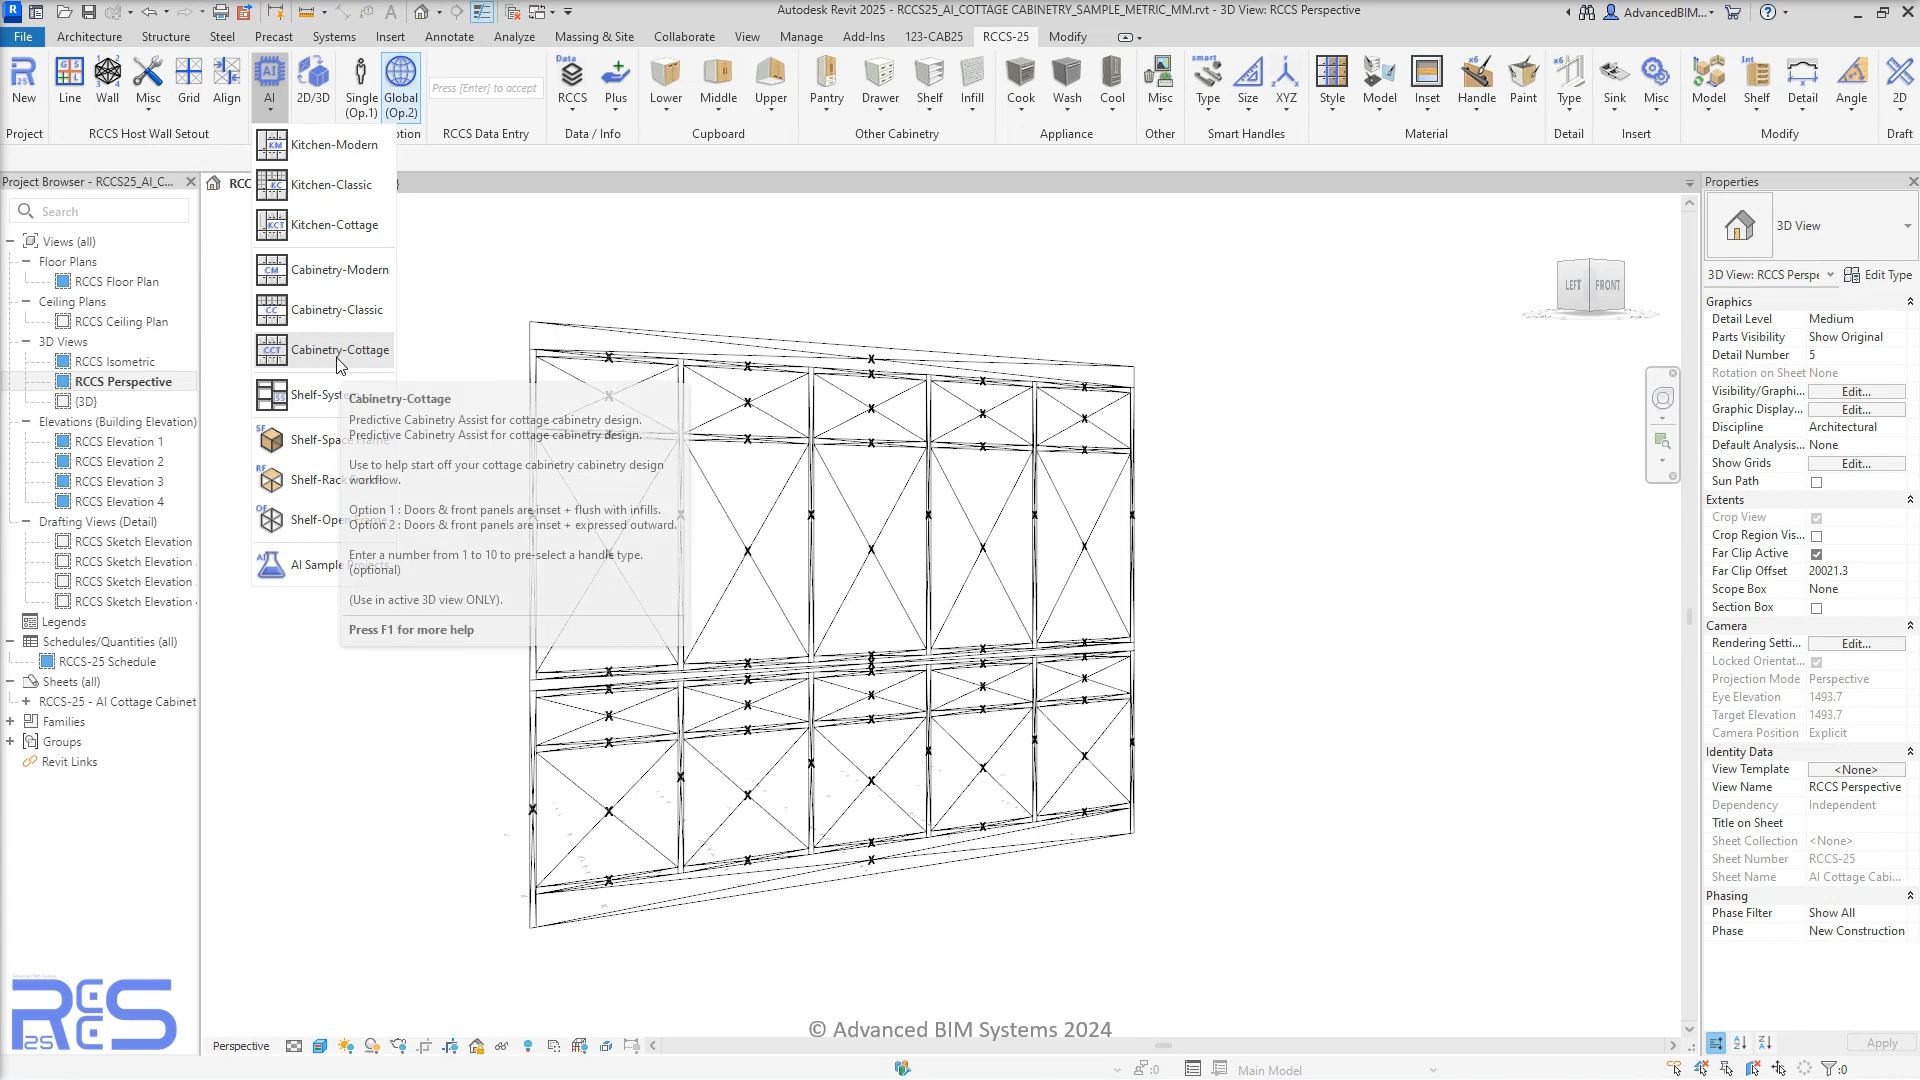 Autodesk Revit 2025 - RCCS25_AI_COTTAGE CABINETRY_SAMPLE_METRIC_MM.rvt - 3D View: RCCS Perspective
AdvancedBIM...
File Architecture Structure Steel Precast Systems Insert Annotate Analyze Massing & Site Collaborate View Manage Add-Ins 123-CAB25 RCCS-25 Modify
New Line Wall Misc Grid Align AI 2D/3D Single (Op.1) Global (Op.2) Press [Enter] to accept RCCS Plus Lower Middle Upper Pantry Drawer Shelf Infill Cook Wash Cool Misc Type Size XYZ Style Model Inset Handle Paint Type Sink Misc Model Shelf Detail Angle 2D
Project RCCS Host Wall Setout tion RCCS Data Entry Data / Info Cupboard Other Cabinetry Appliance Other Smart Handles Material Detail Insert Modify Draft
Kitchen-Modern
Kitchen-Classic
Kitchen-Cottage
Cabinetry-Modern
Cabinetry-Classic
Cabinetry-Cottage
Shelf-Syste
Shelf-Spa
Shelf-Rac
Shelf-Ope
AI Sample
Cabinetry-Cottage
Predictive Cabinetry Assist for cottage cabinetry design.
Predictive Cabinetry Assist for cottage cabinetry design.
Use to help start off your cottage cabinetry cabinetry design
workflow.
Option 1 : Doors & front panels are inset + flush with infills.
Option 2 : Doors & front panels are inset + expressed outward.
Enter a number from 1 to 10 to pre-select a handle type.
(optional)
(Use in active 3D view ONLY).
Press F1 for more help
Project Browser - RCCS25_AI_C...
Search
Views (all)
Floor Plans
RCCS Floor Plan
Ceiling Plans
RCCS Ceiling Plan
3D Views
RCCS Isometric
RCCS Perspective
{3D}
Elevations (Building Elevation)
RCCS Elevation 1
RCCS Elevation 2
RCCS Elevation 3
RCCS Elevation 4
Drafting Views (Detail)
RCCS Sketch Elevation
RCCS Sketch Elevation
RCCS Sketch Elevation
RCCS Sketch Elevation
Legends
Schedules/Quantities (all)
RCCS-25 Schedule
Sheets (all)
RCCS-25 - AI Cottage Cabinet
Families
Groups
Revit Links
RCC
LEFT FRONT
Properties
3D View
3D View: RCCS Perspe Edit Type
Graphics
Detail Level Medium
Parts Visibility Show Original
Detail Number 5
Rotation on Sheet None
Visibility/Graphi... Edit...
Graphic Display... Edit...
Discipline Architectural
Default Analysis... None
Show Grids Edit...
Sun Path
Extents
Crop View
Crop Region Vis...
Far Clip Active
Far Clip Offset 20021.3
Scope Box None
Section Box
Camera
Rendering Setti... Edit...
Locked Orientat...
Projection Mode Perspective
Eye Elevation 1493.7
Target Elevation 1493.7
Camera Position Explicit
Identity Data
View Template <None>
View Name RCCS Perspective
Dependency Independent
Title on Sheet
Sheet Collection <None>
Sheet Number RCCS-25
Sheet Name AI Cottage Cabi...
Phasing
Phase Filter Show All
Phase New Construction
Apply
© Advanced BIM Systems 2024
Perspective
:0 Main Model :0